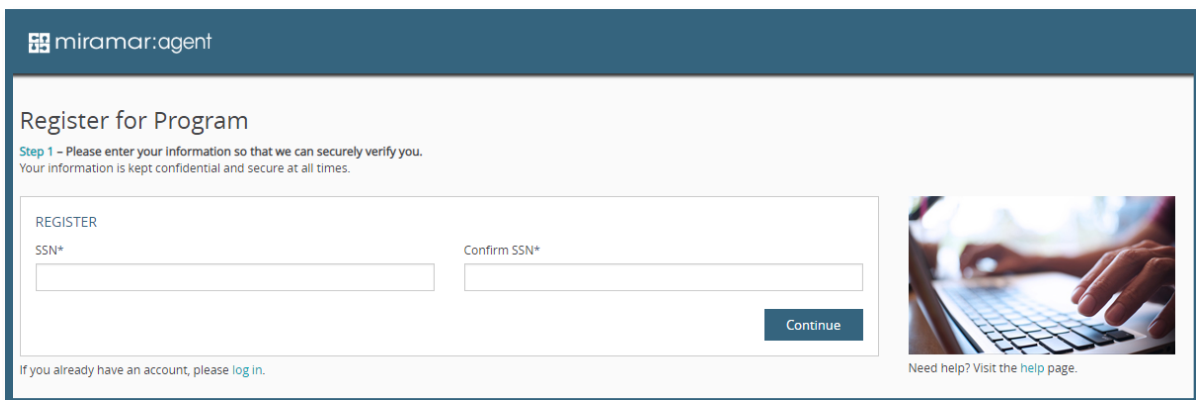 miramar:agent
Register for Program
Step 1 – Please enter your information so that we can securely verify you.
Your information is kept confidential and secure at all times.
REGISTER
SSN*
Confirm SSN*
Continue
If you already have an account, please log in.
Need help? Visit the help page.